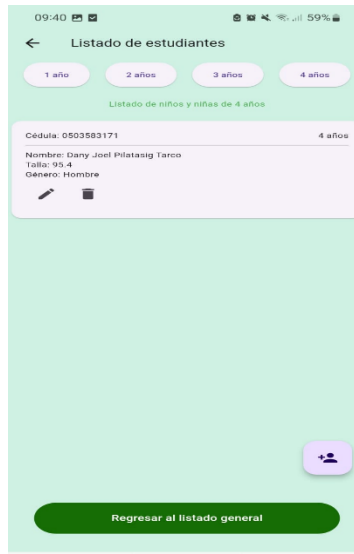 09:40 59%
Listado de estudiantes
1 año 2 años 3 años 4 años
Listado de niños y niñas de 4 años
Cédula: 0503583171 4 años
Nombre: Dany Joel Pilatasig Tarco
Talla: 95.4
Género: Hombre
Regresar al listado general